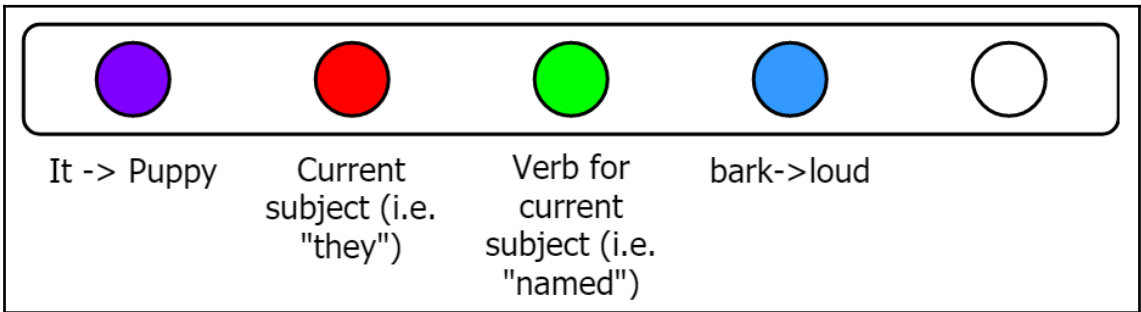 It -> Puppy
Current
subject (i.e.
"they")
Verb for
current
subject (i.e.
"named")
bark->loud